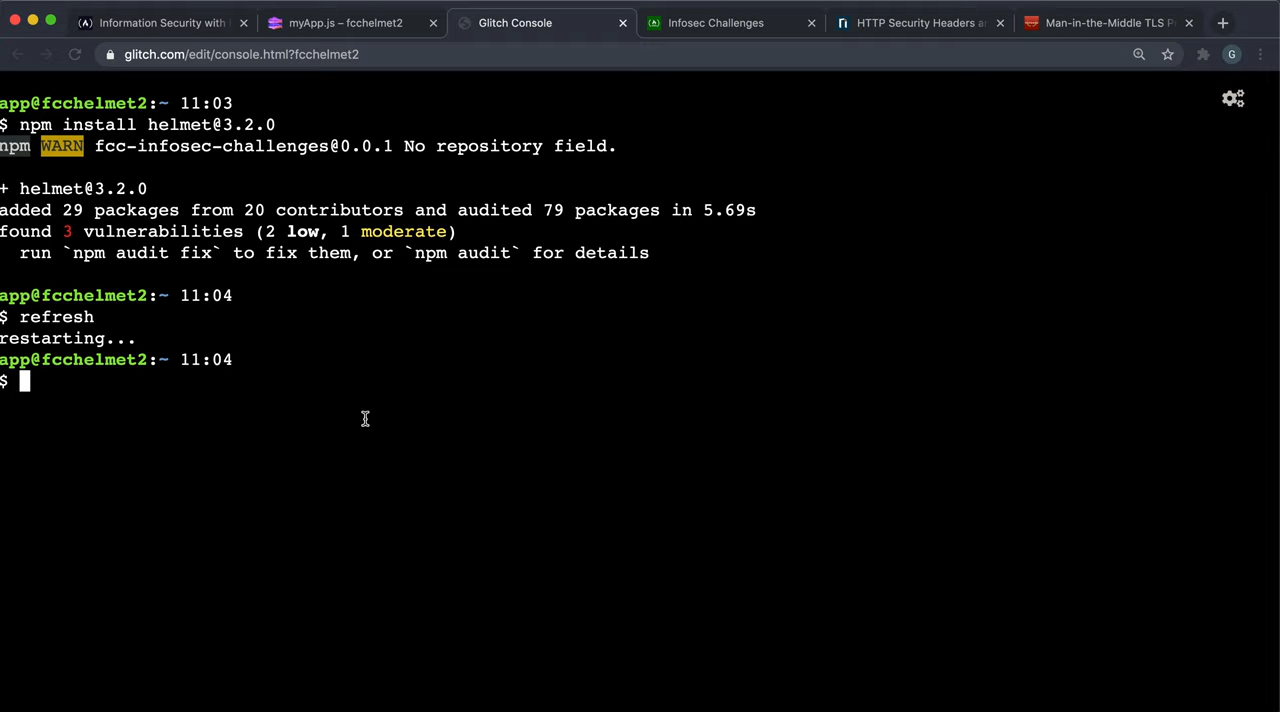 Information Security with
myApp.js – fcchelmet2
Glitch Console
Infosec Challenges
HTTP Security Headers a
Man-in-the-Middle TLS P
glitch.com/edit/console.html?fcchelmet2
G
app@fcchelmet2:~ 11:03
$ npm install helmet@3.2.0
npm WARN fcc-infosec-challenges@0.0.1 No repository field.
+ helmet@3.2.0
added 29 packages from 20 contributors and audited 79 packages in 5.69s
found 3 vulnerabilities (2 low, 1 moderate)
run `npm audit fix` to fix them, or `npm audit` for details
app@fcchelmet2:~ 11:04
$ refresh
restarting...
app@fcchelmet2:~ 11:04
$